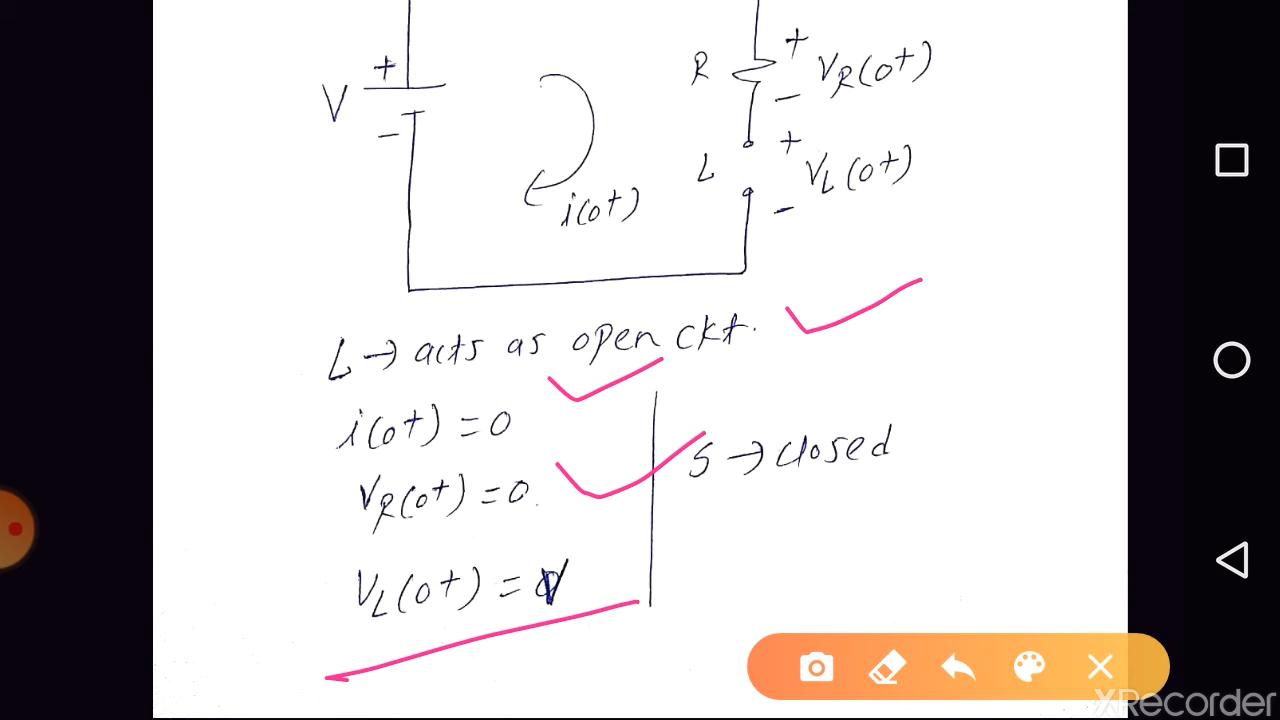 +
V
-
R
+
VR(0+)
-
+
L
VL(0+)
-
i(0+)
L → acts as open ckt.
i(0+) = 0
S → closed
VR(0+) = 0.
VL(0+) = V
XRecorder